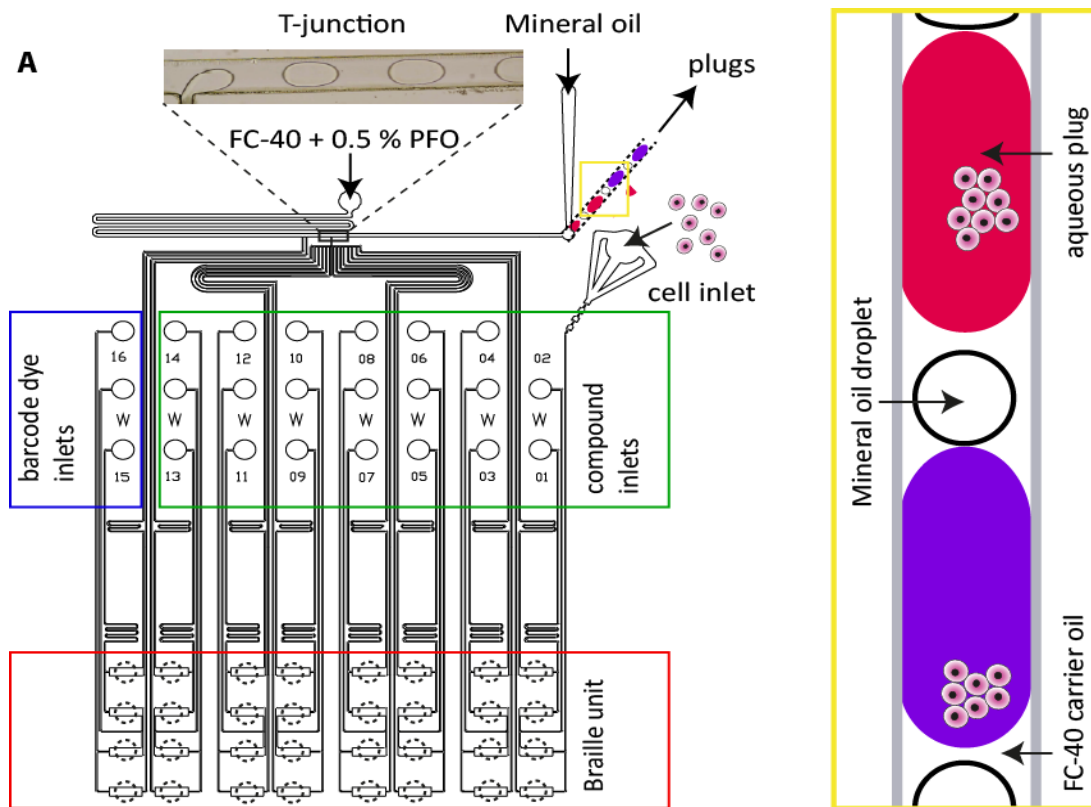 A
T-junction
Mineral oil
plugs
FC-40 + 0.5 % PFO
cell inlet
barcode dye
inlets
16 14 12 10 08 06 04 02
W W W W W W W
15 13 11 09 07 05 03 01
compound
inlets
Braille unit
aqueous plug
Mineral oil droplet
FC-40 carrier oil